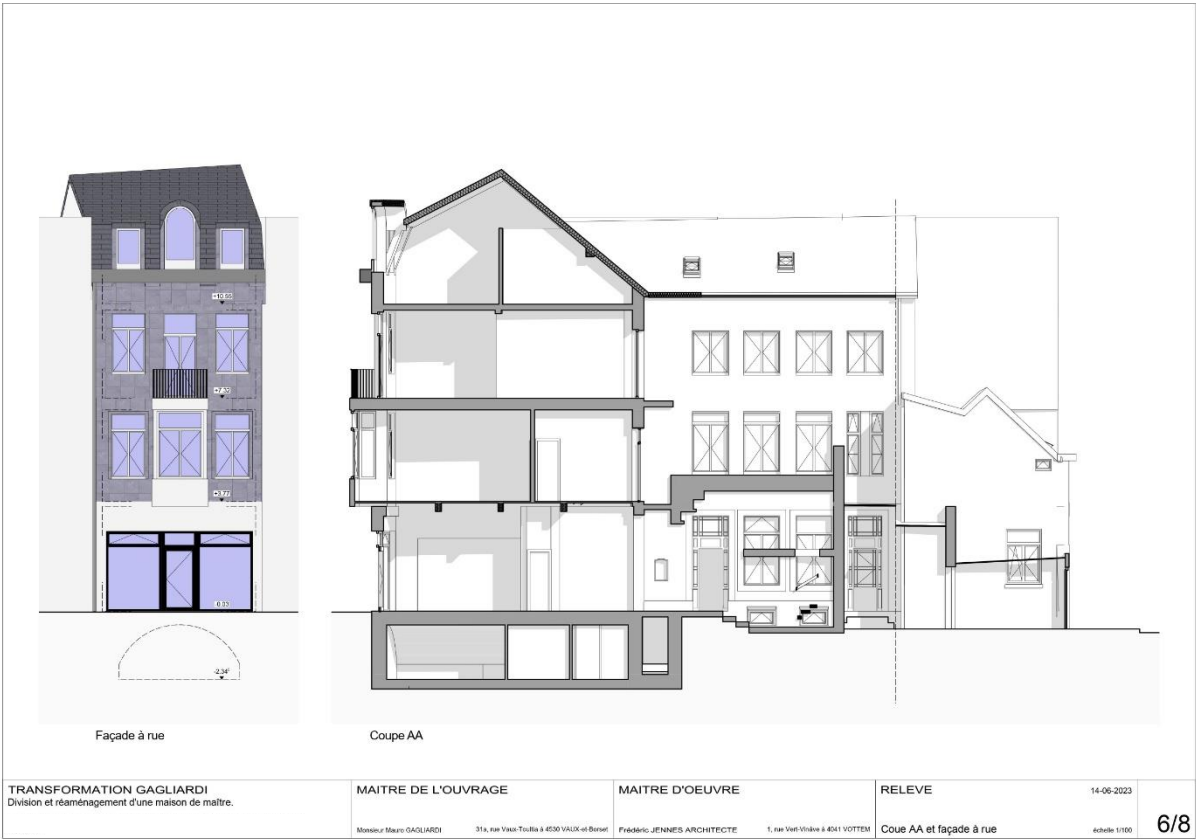 +10.55
+7.32
+3.77
0.03
-2.34⁵
Façade à rue
Coupe AA
TRANSFORMATION GAGLIARDI
Division et réaménagement d'une maison de maître.
MAITRE DE L'OUVRAGE
Monsieur Mauro GAGLIARDI
31a, rue Vaux-Toultia à 4530 VAUX-et-Borset
MAITRE D'OEUVRE
Frédéric JENNES ARCHITECTE
1, rue Vert-Vinâve à 4041 VOTTEM
RELEVE
14-06-2023
Coue AA et façade à rue
échelle 1/100
6/8